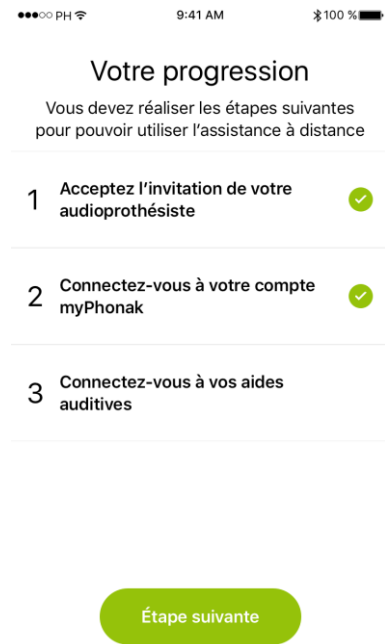 PH 9:41 AM 100 %
Votre progression
Vous devez réaliser les étapes suivantes
pour pouvoir utiliser l’assistance à distance
1 Acceptez l’invitation de votre
audioprothésiste
2 Connectez-vous à votre compte
myPhonak
3 Connectez-vous à vos aides
auditives
Étape suivante